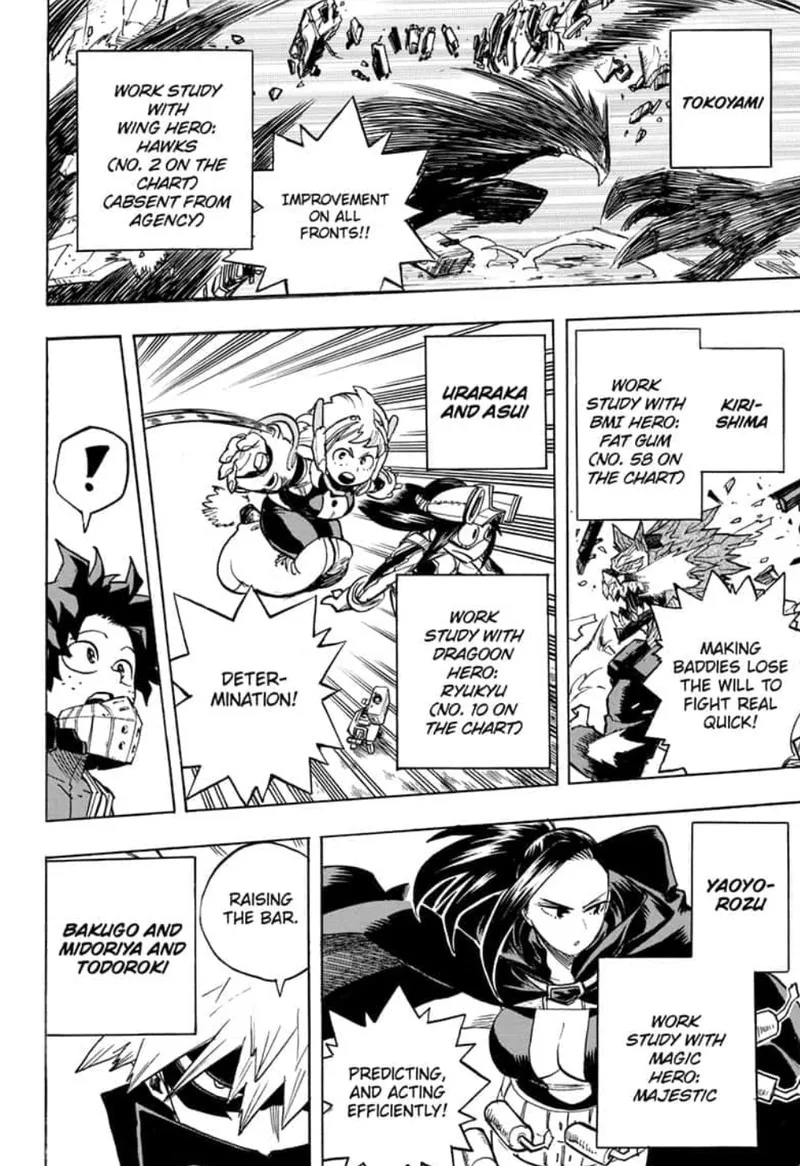 TOKOYAMI
WORK STUDY
WITH
WING HERO:
HAWKS
(NO. 2 ON THE
CHART)
(ABSENT FROM
AGENCY)
IMPROVEMENT
ON ALL
FRONTS!!
KIRI-
SHIMA
WORK
STUDY WITH
BMI HERO:
FAT GUM
(NO. 58 ON
THE CHART)
MAKING
BADDIES LOSE
THE WILL TO
FIGHT REAL
QUICK!
URARAKA
AND ASUI
WORK
STUDY WITH
DRAGOON
HERO:
RYUKYU
(NO. 10 ON
THE CHART)
DETER-
MINATION!
!
YAOYO-
ROZU
WORK
STUDY WITH
MAGIC
HERO:
MAJESTIC
PREDICTING,
AND ACTING
EFFICIENTLY!
RAISING
THE BAR.
BAKUGO AND
MIDORIYA AND
TODOROKI